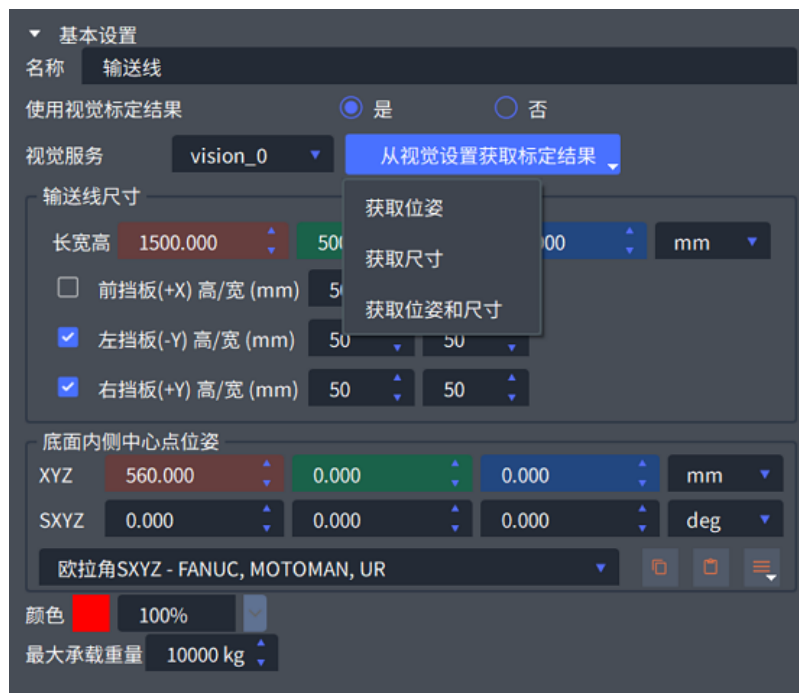 基本设置
名称 输送线
使用视觉标定结果 是 否
视觉服务 vision_0 从视觉设置获取标定结果
获取位姿
获取尺寸
获取位姿和尺寸
输送线尺寸
长宽高 1500.000 mm
前挡板(+X) 高/宽 (mm)
左挡板(-Y) 高/宽 (mm) 50 50
右挡板(+Y) 高/宽 (mm) 50 50
底面内侧中心点位姿
XYZ 560.000 0.000 0.000 mm
SXYZ 0.000 0.000 0.000 deg
欧拉角SXYZ - FANUC, MOTOMAN, UR
颜色 100%
最大承载重量 10000 kg